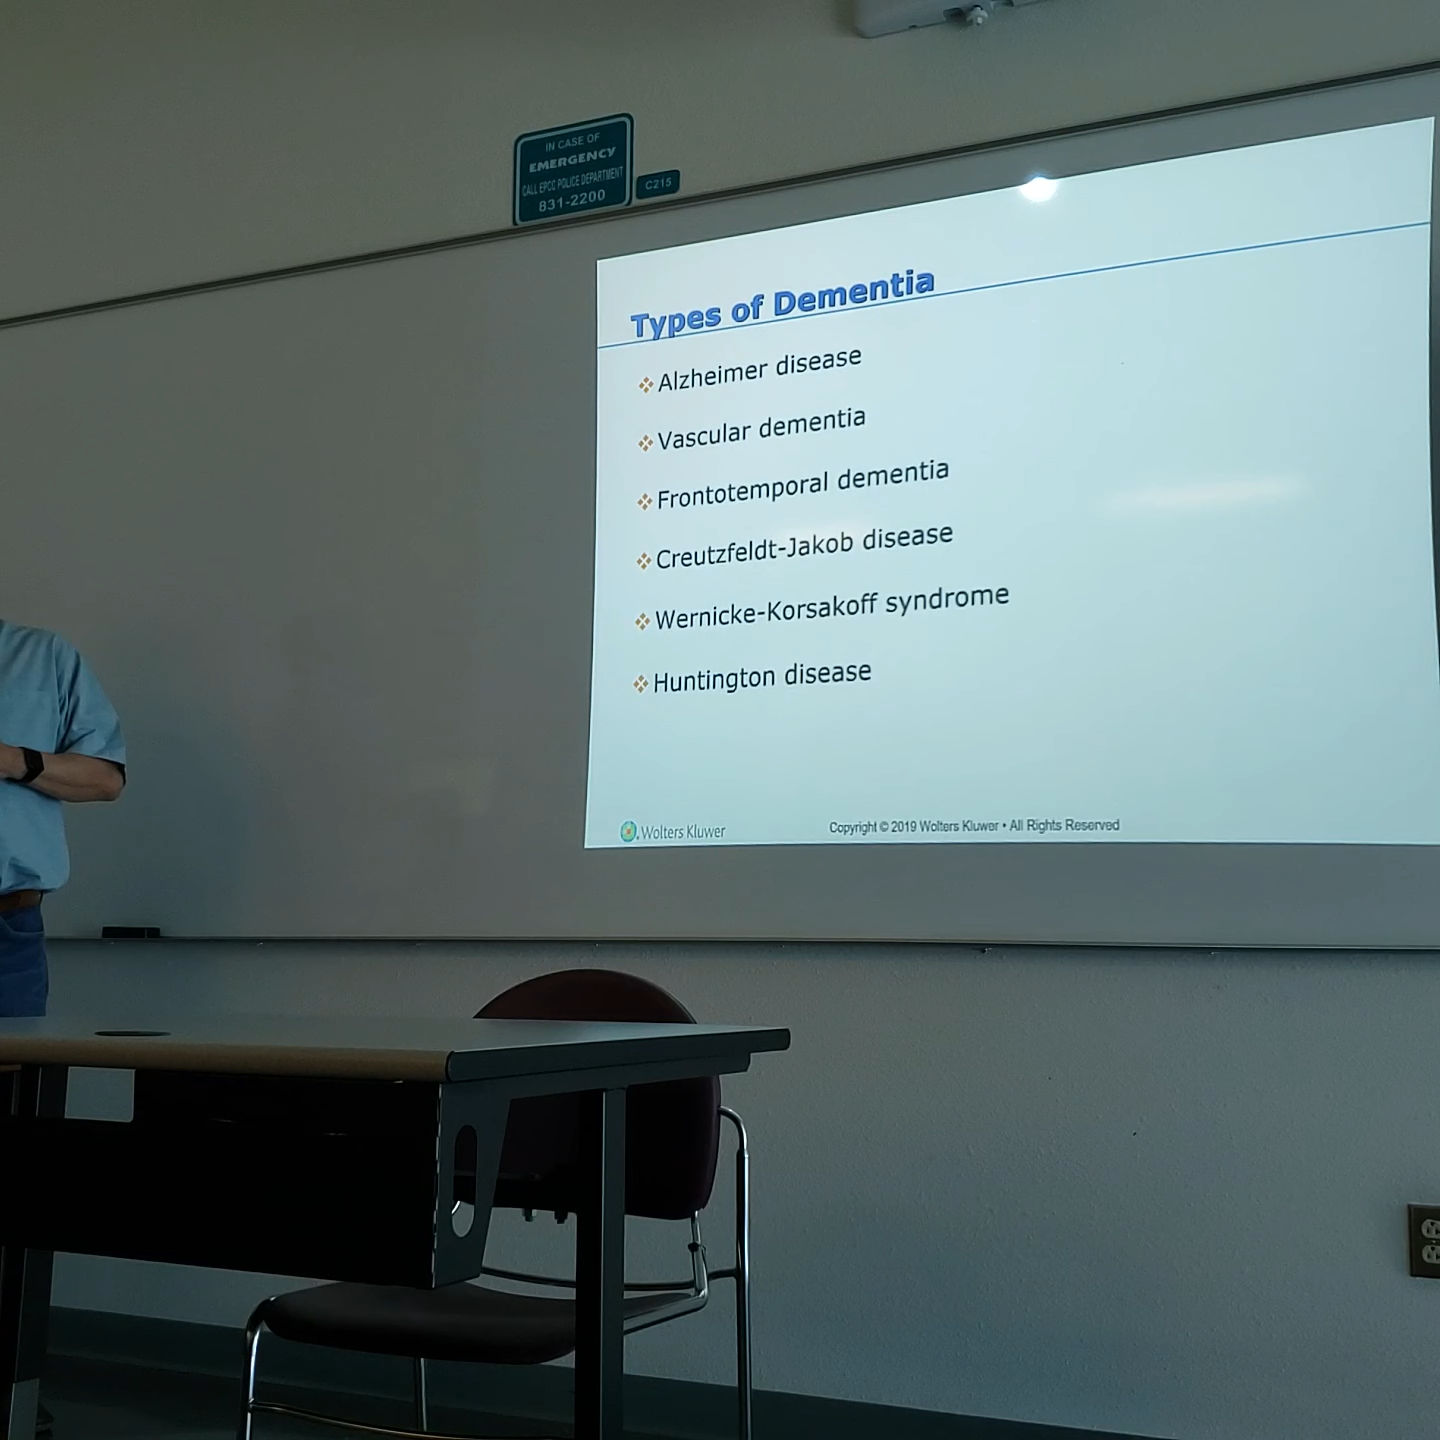 IN CASE OF
EMERGENCY
CALL EPCC POLICE DEPARTMENT
831-2200
C215
Types of Dementia
Alzheimer disease
Vascular dementia
Frontotemporal dementia
Creutzfeldt-Jakob disease
Wernicke-Korsakoff syndrome
Huntington disease
Wolters Kluwer
Copyright © 2019 Wolters Kluwer • All Rights Reserved